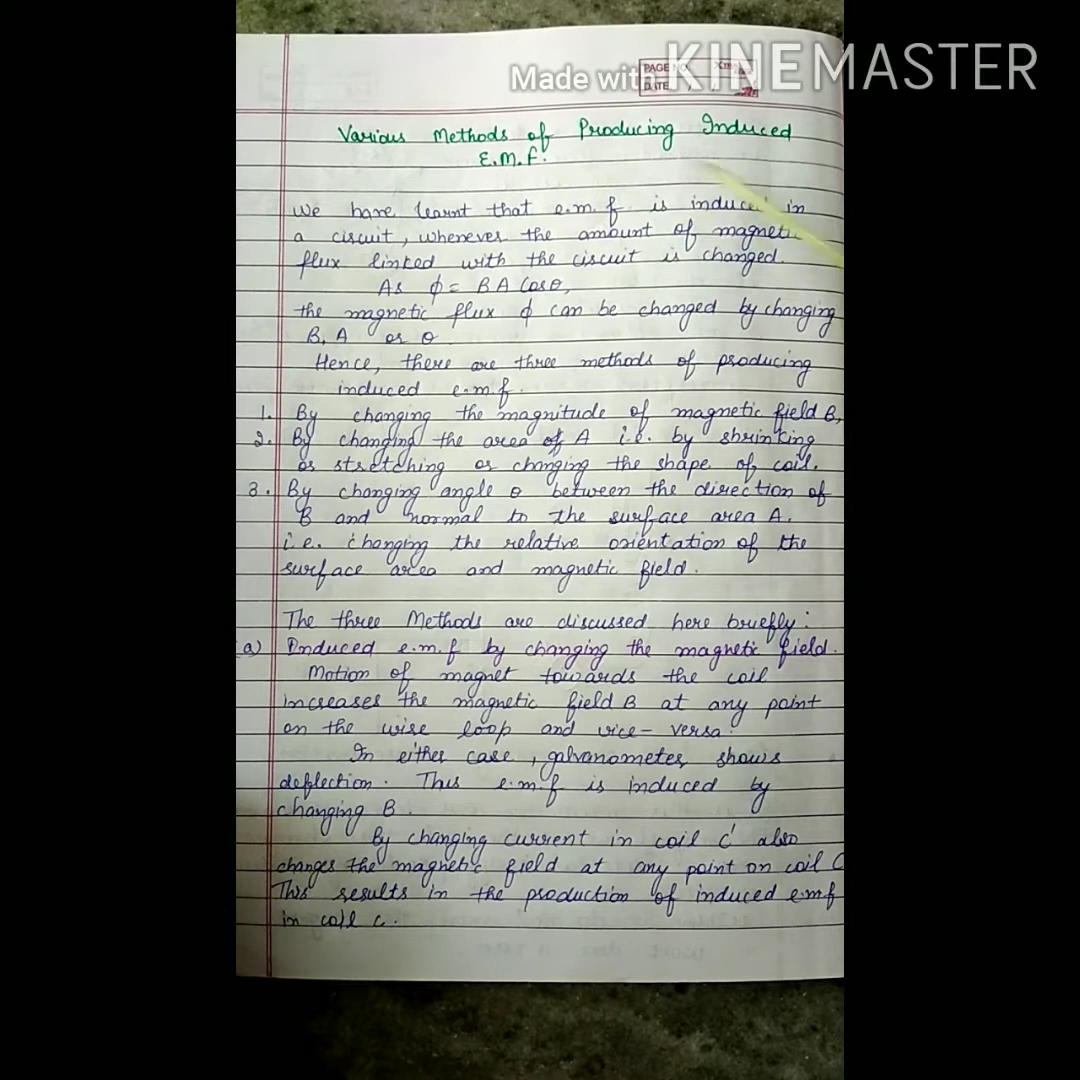 Made with KINEMASTER
PAGE NO.
DATE
Various Methods of Producing Induced
E.M.F.
We have learnt that e.m.f is induced in
a circuit, whenever the amount of magnetic
flux linked with the circuit is changed.
As φ = BA Cosθ,
the magnetic flux φ can be changed by changing
B, A or θ
Hence, there are three methods of producing
induced e.m.f.
1. By changing the magnitude of magnetic field B,
2. By changing the area of A i.e. by shrinking
or stretching or changing the shape of coil.
3. By changing angle θ between the direction of
B and normal to the surface area A.
i.e. changing the relative orientation of the
surface area and magnetic field.
The three Methods are discussed here briefly:
a) Induced e.m.f by changing the magnetic field.
Motion of magnet towards the coil
increases the magnetic field B at any point
on the wire loop and vice-versa.
In either case, galvanometer shows
deflection. Thus e.m.f is induced by
changing B.
By changing current in coil C' also
changes the magnetic field at any point on coil C
This results in the production of induced e.m.f
in coil C.